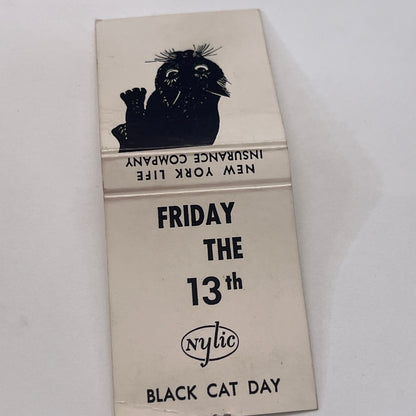 NEW YORK LIFE
INSURANCE COMPANY
FRIDAY
THE
13th
Nylic
BLACK CAT DAY